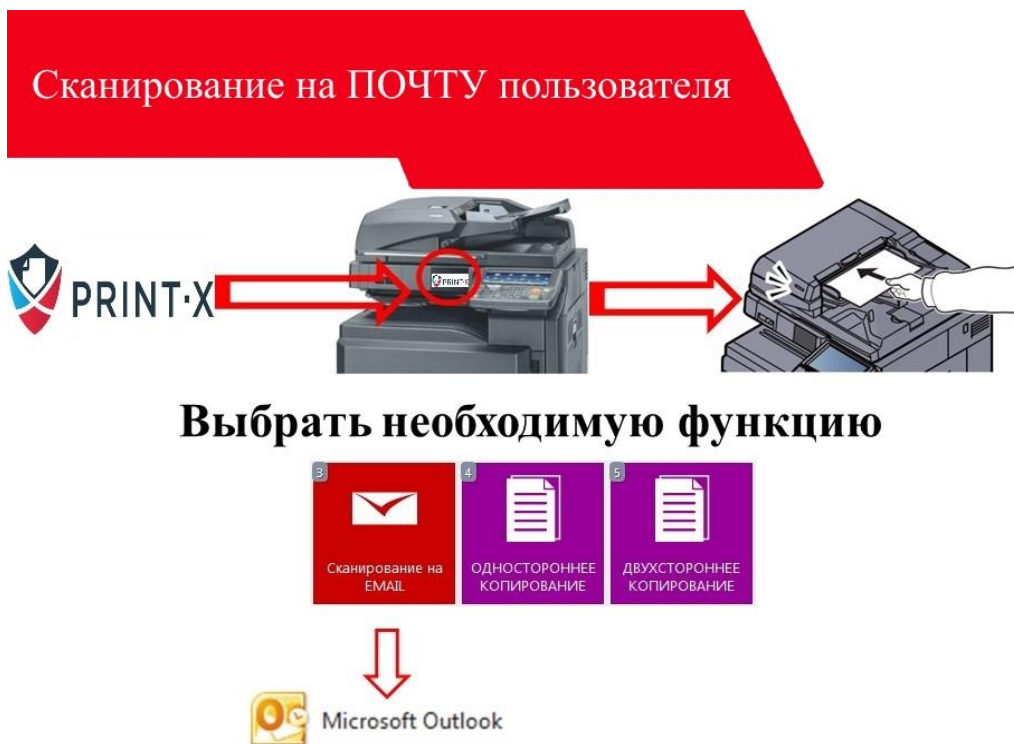 Сканирование на ПОЧТУ пользователя
PRINT·X
PRINT·X
Выбрать необходимую функцию
3
Сканирование на
EMAIL
4
ОДНОСТОРОННЕЕ
КОПИРОВАНИЕ
5
ДВУХСТОРОННЕЕ
КОПИРОВАНИЕ
Microsoft Outlook